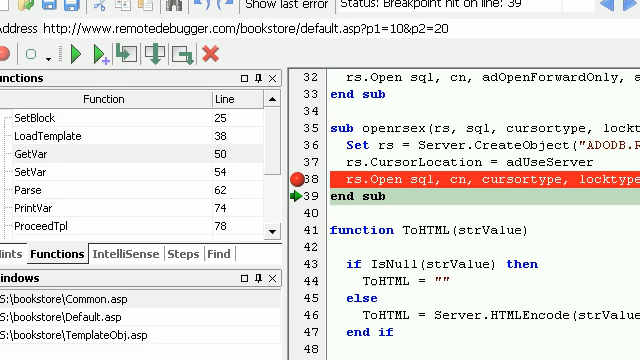 Show last error Status: Breakpoint hit on line: 39
Address http://www.remotedebugger.com/bookstore/default.asp?p1=10&p2=20
Functions
Function Line
SetBlock 25
LoadTemplate 38
GetVar 50
SetVar 54
Parse 62
PrintVar 74
ProceedTpl 78
Hints Functions IntelliSense Steps Find
Windows
S:\bookstore\Common.asp
S:\bookstore\Default.asp
S:\bookstore\TemplateObj.asp
32 rs.Open sql, cn, adOpenForwardOnly, a
33 end sub
34
35 sub openrsex(rs, sql, cursortype, lockt
36 Set rs = Server.CreateObject("ADODB.R
37 rs.CursorLocation = adUseServer
38 rs.Open sql, cn, cursortype, locktype
39 end sub
40
41 function ToHTML(strValue)
42
43 if IsNull(strValue) then
44 ToHTML = ""
45 else
46 ToHTML = Server.HTMLEncode(strValue
47 end if
48